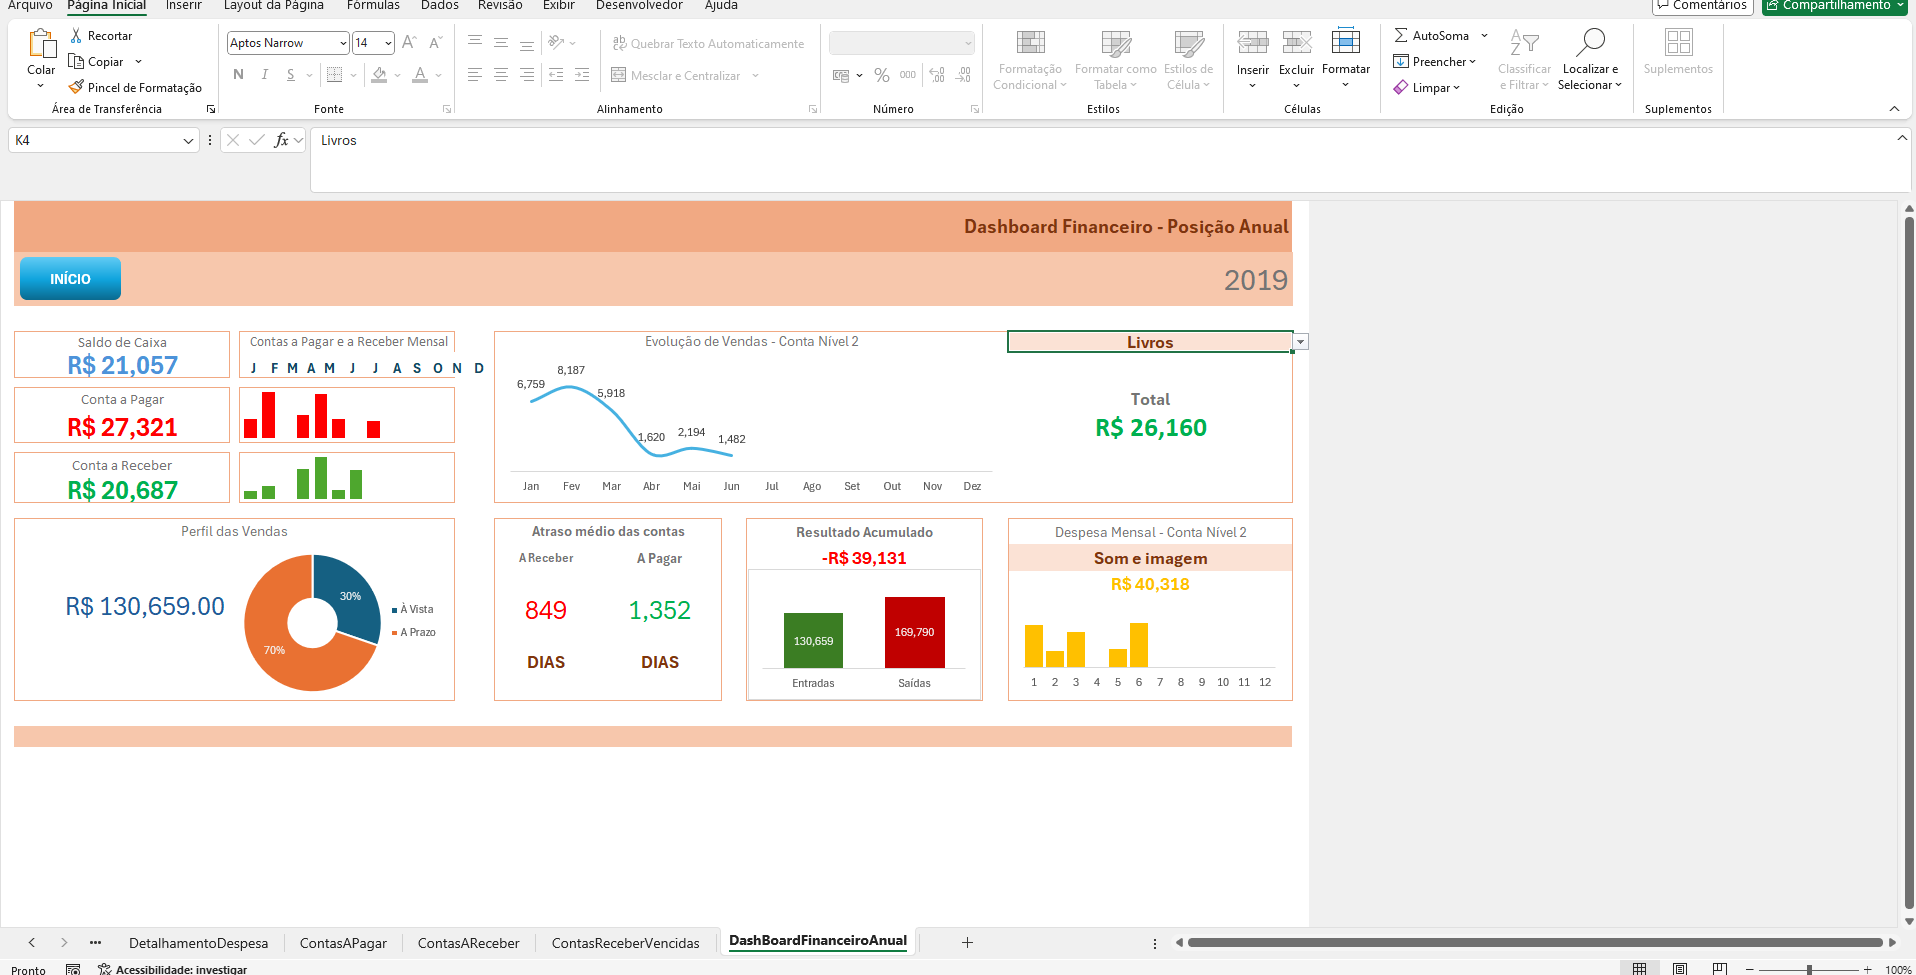 Arquivo Página Inicial Inserir Layout da Página Fórmulas Dados Revisão Exibir Desenvolvedor Ajuda Comentários Compartilhamento
Colar
Recortar
Copiar
Pincel de Formatação
Área de Transferência
Aptos Narrow 14
N I S
Fonte
Quebrar Texto Automaticamente
Mesclar e Centralizar
Alinhamento
% 000
Número
Formatação Condicional
Formatar como Tabela
Estilos de Célula
Estilos
Inserir Excluir Formatar
Células
AutoSoma
Preencher
Limpar
Classificar e Filtrar
Localizar e Selecionar
Edição
Suplementos
Suplementos
K4 fx Livros
Dashboard Financeiro - Posição Anual
INÍCIO
2019
Saldo de Caixa
R$ 21,057
Conta a Pagar
R$ 27,321
Conta a Receber
R$ 20,687
Contas a Pagar e a Receber Mensal
J F M A M J J A S O N D
Evolução de Vendas - Conta Nível 2
6,759 8,187 5,918 1,620 2,194 1,482
Jan Fev Mar Abr Mai Jun Jul Ago Set Out Nov Dez
Livros
Total
R$ 26,160
Perfil das Vendas
R$ 130,659.00
30%
70%
À Vista
A Prazo
Atraso médio das contas
A Receber A Pagar
849 1,352
DIAS DIAS
Resultado Acumulado
-R$ 39,131
130,659 169,790
Entradas Saídas
Despesa Mensal - Conta Nível 2
Som e imagem
R$ 40,318
1 2 3 4 5 6 7 8 9 10 11 12
DetalhamentoDespesa ContasAPagar ContasAReceber ContasReceberVencidas DashBoardFinanceiroAnual
Pronto Acessibilidade: investigar 100%